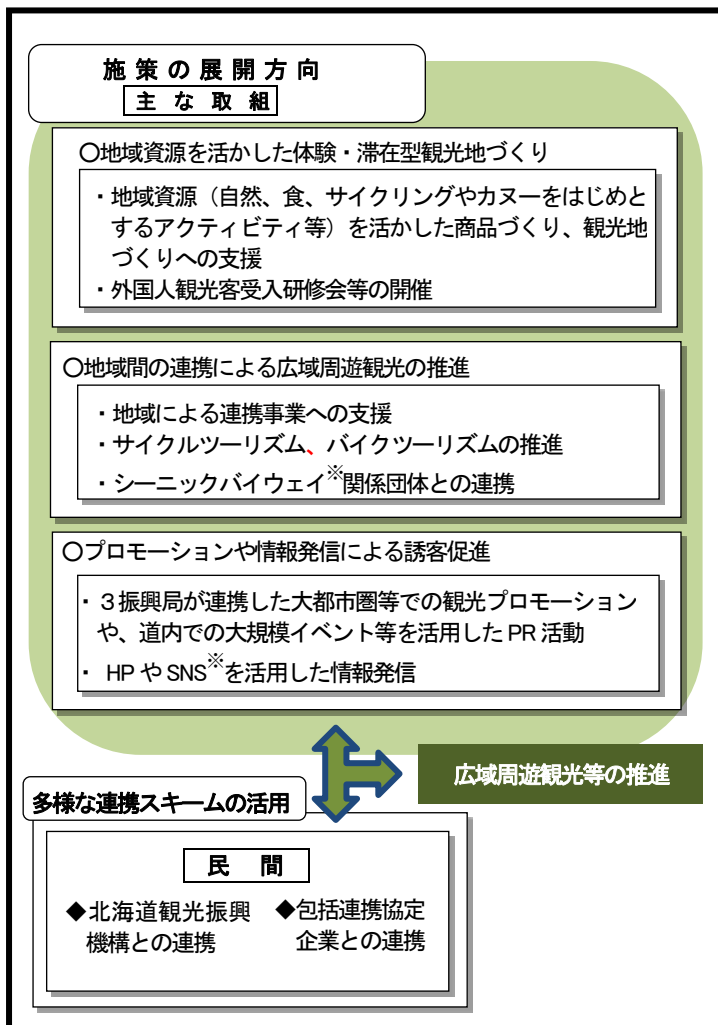 施策の展開方向
主な取組
〇地域資源を活かした体験・滞在型観光地づくり
・地域資源（自然、食、サイクリングやカヌーをはじめと
するアクティビティ等）を活かした商品づくり、観光地
づくりへの支援
・外国人観光客受入研修会等の開催
〇地域間の連携による広域周遊観光の推進
・地域による連携事業への支援
・サイクルツーリズム、バイクツーリズムの推進
・シーニックバイウェイ※関係団体との連携
〇プロモーションや情報発信による誘客促進
・３振興局が連携した大都市圏等での観光プロモーション
や、道内での大規模イベント等を活用した PR 活動
・ HP や SNS※を活用した情報発信
広域周遊観光等の推進
多様な連携スキームの活用
民　間
◆北海道観光振興
機構との連携
◆包括連携協定
企業との連携